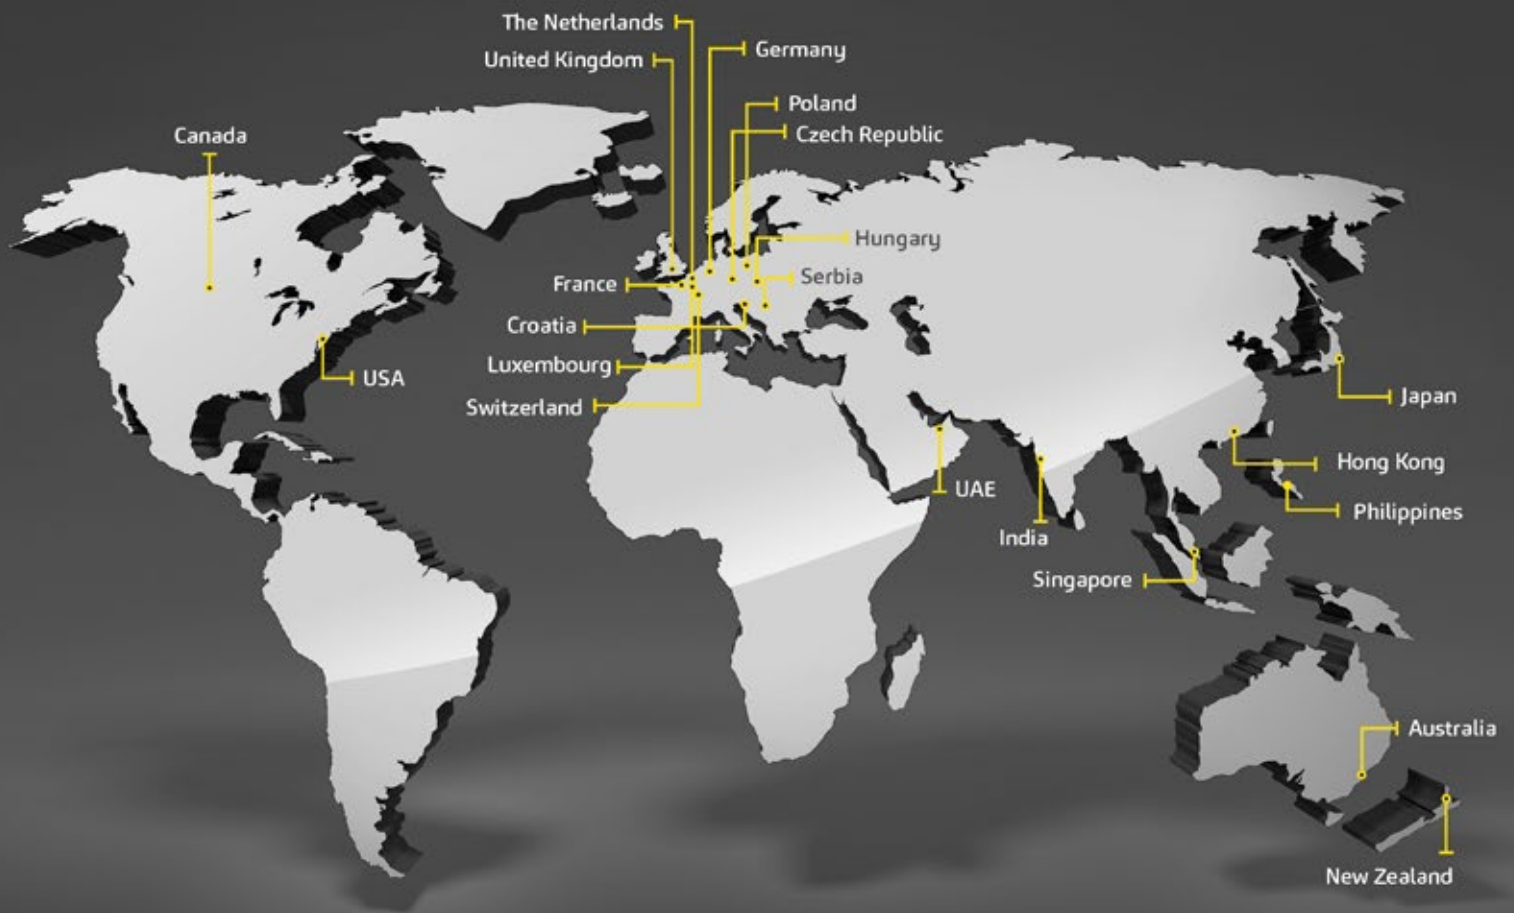 The Netherlands
United Kingdom
Germany
Poland
Canada
Czech Republic
Hungary
Serbia
France
Croatia
Luxembourg
USA
Switzerland
Japan
Hong Kong
UAE
Philippines
India
Singapore
Australia
New Zealand